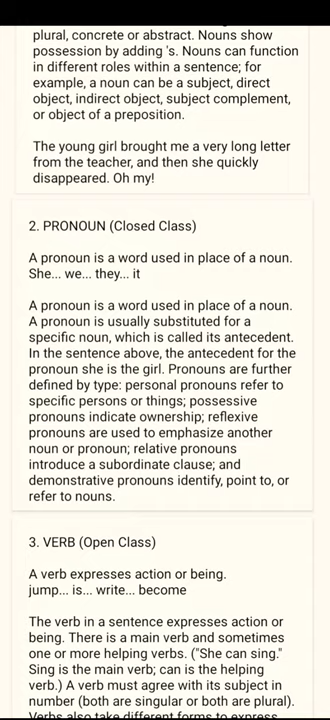 plural, concrete or abstract. Nouns show
possession by adding 's. Nouns can function
in different roles within a sentence; for
example, a noun can be a subject, direct
object, indirect object, subject complement,
or object of a preposition.
The young girl brought me a very long letter
from the teacher, and then she quickly
disappeared. Oh my!
2. PRONOUN (Closed Class)
A pronoun is a word used in place of a noun.
She... we... they... it
A pronoun is a word used in place of a noun.
A pronoun is usually substituted for a
specific noun, which is called its antecedent.
In the sentence above, the antecedent for the
pronoun she is the girl. Pronouns are further
defined by type: personal pronouns refer to
specific persons or things; possessive
pronouns indicate ownership; reflexive
pronouns are used to emphasize another
noun or pronoun; relative pronouns
introduce a subordinate clause; and
demonstrative pronouns identify, point to, or
refer to nouns.
3. VERB (Open Class)
A verb expresses action or being.
jump... is... write... become
The verb in a sentence expresses action or
being. There is a main verb and sometimes
one or more helping verbs. ("She can sing."
Sing is the main verb; can is the helping
verb.) A verb must agree with its subject in
number (both are singular or both are plural).
Verbs also take different forms to express